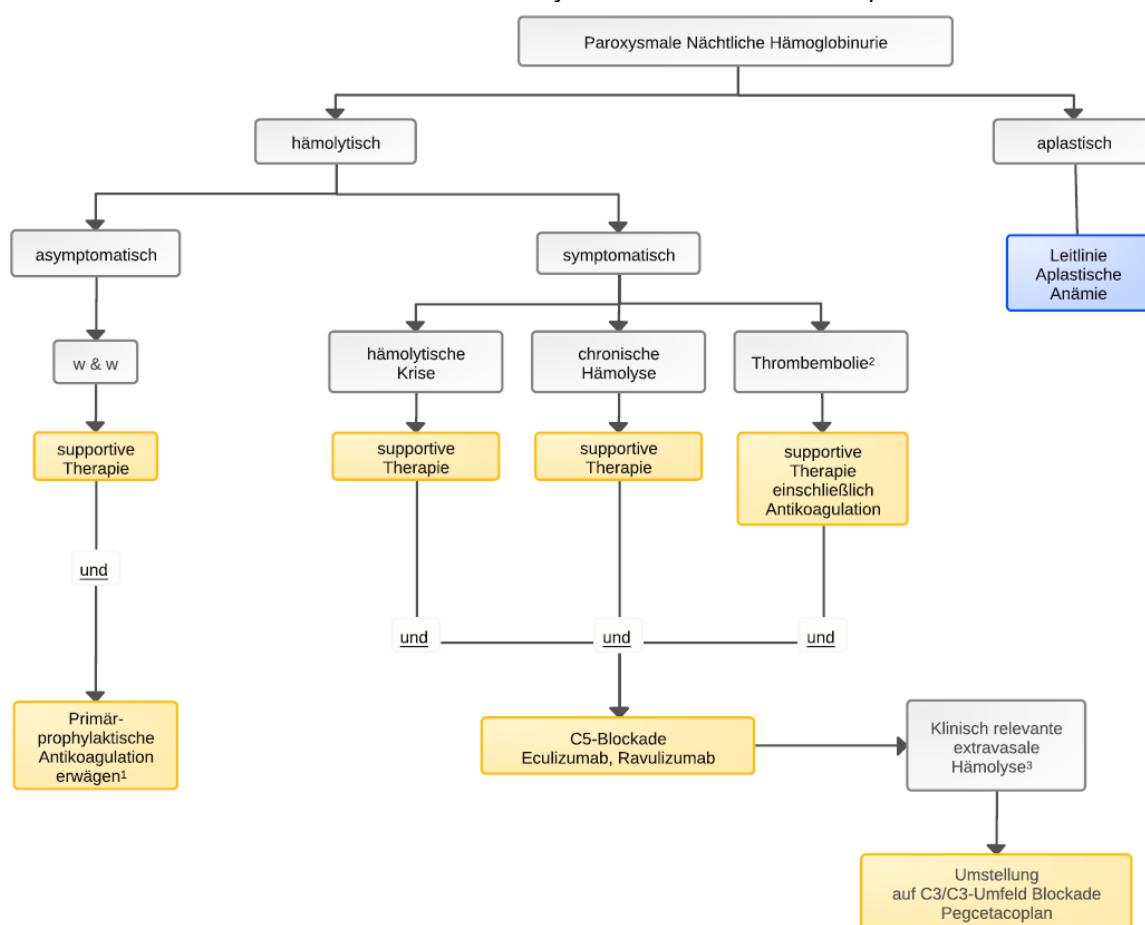 Paroxysmale Nächtliche Hämoglobinurie
hämolytisch
aplastisch
asymptomatisch
symptomatisch
Leitlinie
Aplastische
Anämie
w & w
hämolytische
Krise
chronische
Hämolyse
Thrombembolie²
supportive
Therapie
supportive
Therapie
supportive
Therapie
supportive
Therapie
einschließlich
Antikoagulation
und
und
und
und
Primär-
prophylaktische
Antikoagulation
erwägen¹
C5-Blockade
Eculizumab, Ravulizumab
Klinisch relevante
extravasale
Hämolyse³
Umstellung
auf C3/C3-Umfeld Blockade
Pegcetacoplan